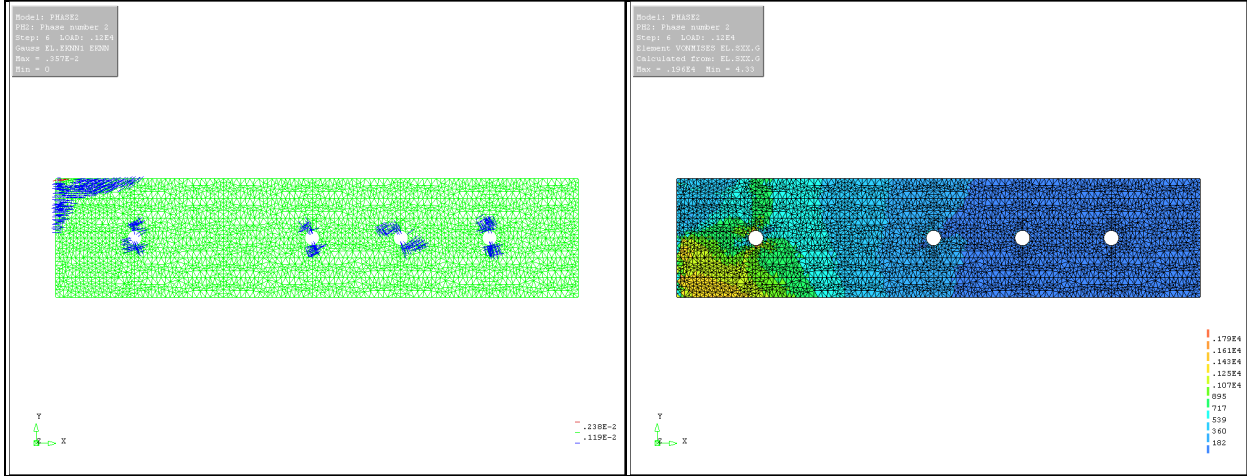 Model: PHASE2
PH2: Phase number 2
Step: 6 LOAD: .12E4
Gauss EL.EKNN1 EKNN
Max = .357E-2
Min = 0
Y
Z X
.238E-2
.119E-2
Model: PHASE2
PH2: Phase number 2
Step: 6 LOAD: .12E4
Element VONMISES EL.SXX.G
Calculated from: EL.SXX.G
Max = .196E4 Min = 4.33
Y
Z X
.179E4
.161E4
.143E4
.125E4
.107E4
895
717
539
360
182